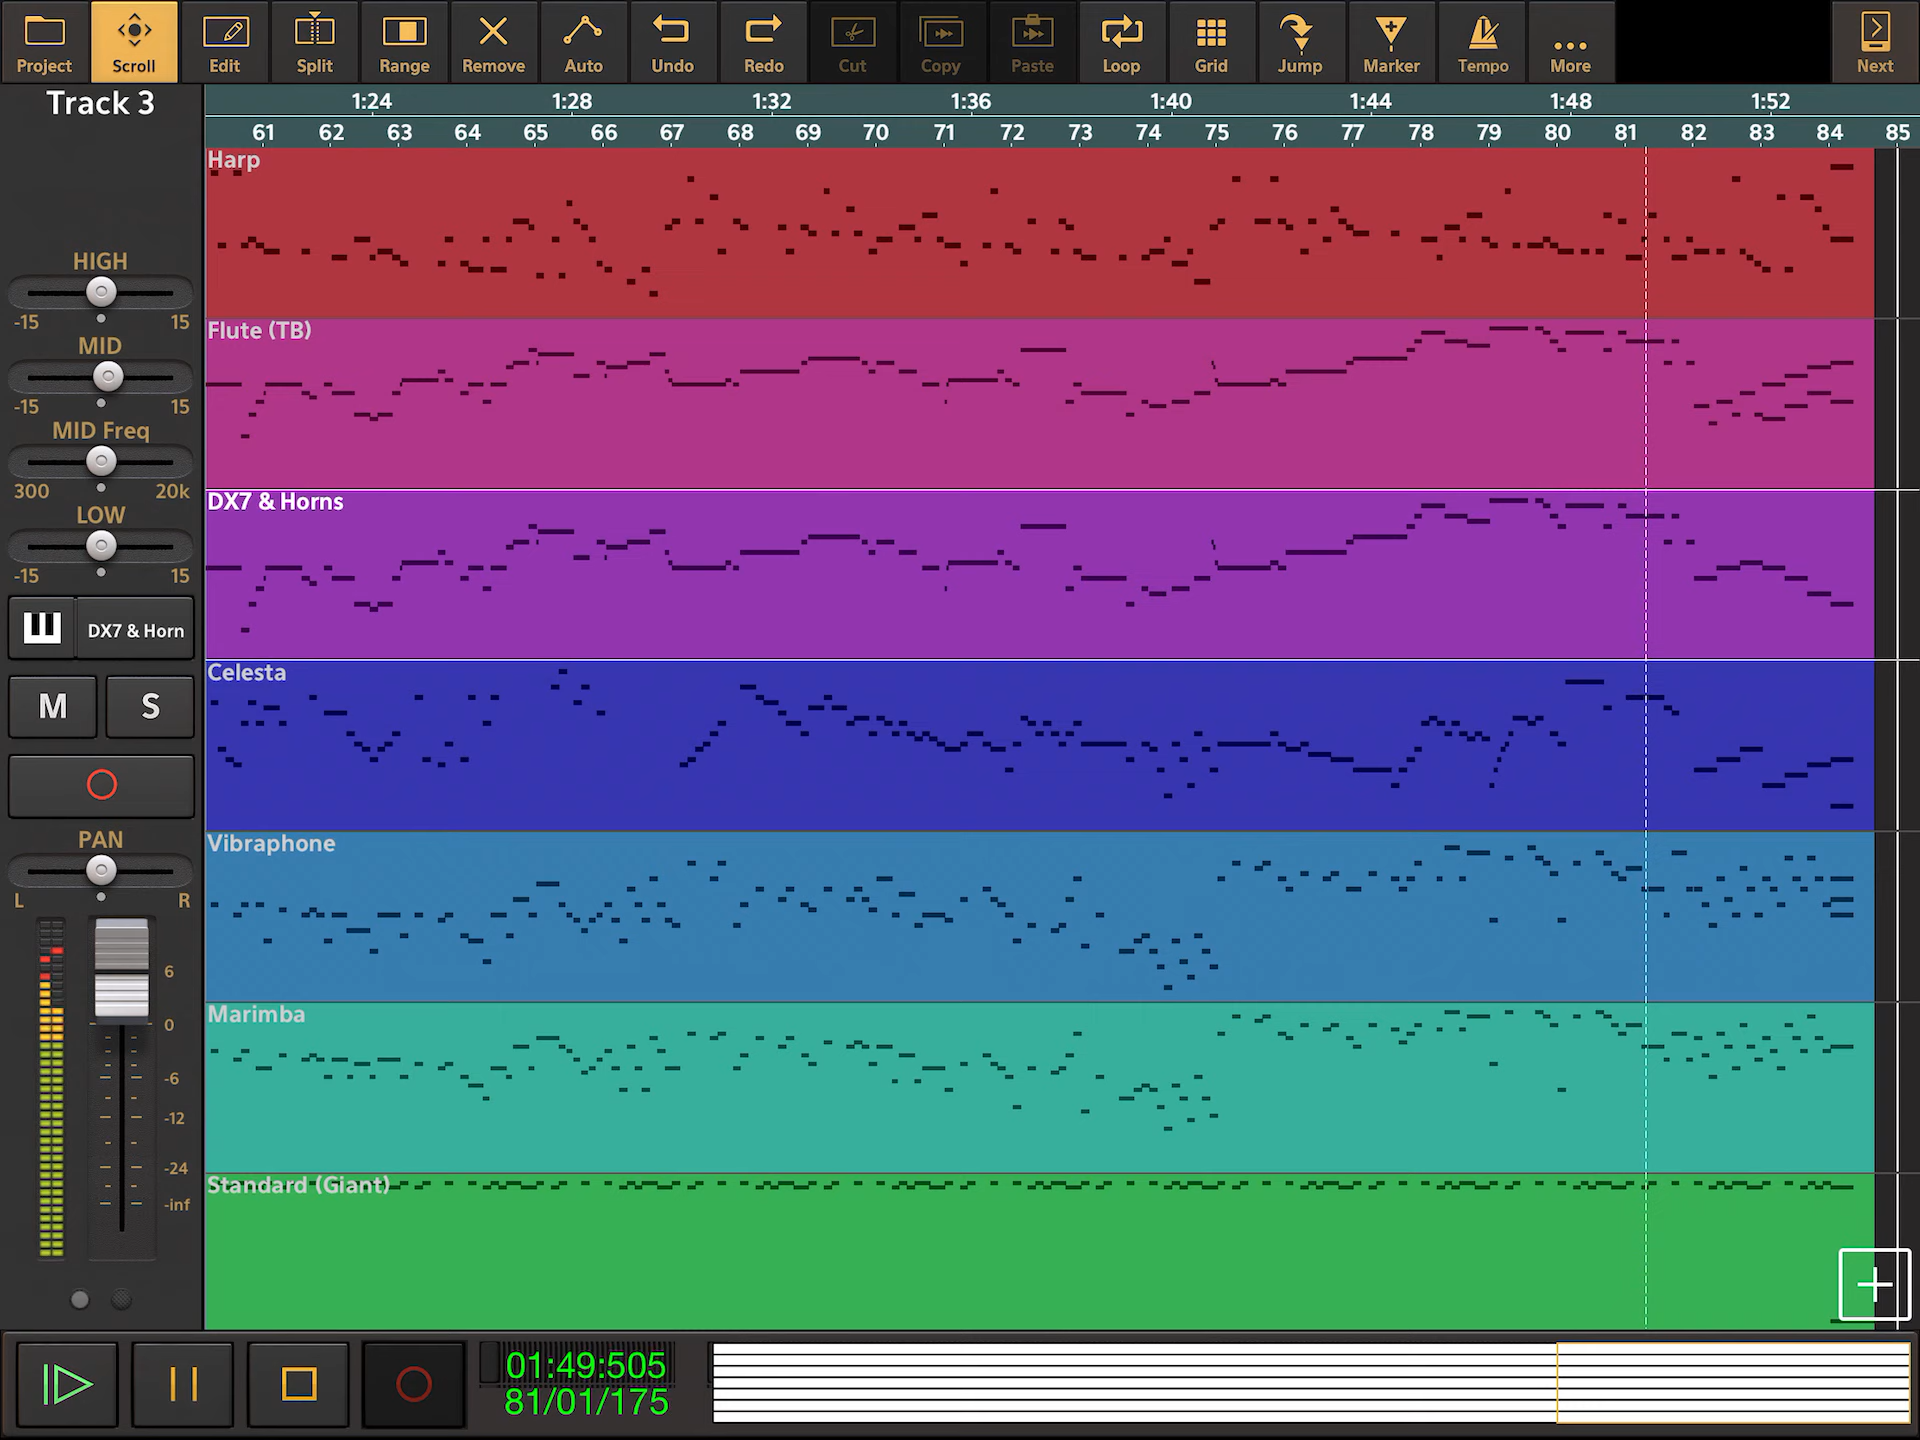 Project Scroll Edit Split Range Remove Auto Undo Redo Cut Copy Paste Loop Grid Jump Marker Tempo More Next
Track 3
1:24 1:28 1:32 1:36 1:40 1:44 1:48 1:52
61 62 63 64 65 66 67 68 69 70 71 72 73 74 75 76 77 78 79 80 81 82 83 84 85
Harp
HIGH
-15 15
Flute (TB)
MID
-15 15
MID Freq
300 20k
DX7 & Horns
LOW
-15 15
DX7 & Horn
Celesta
M S
PAN
L R
Vibraphone
6
0
Marimba
-6
-12
-24
Standard (Giant)
-inf
01:49:505
81/01/175